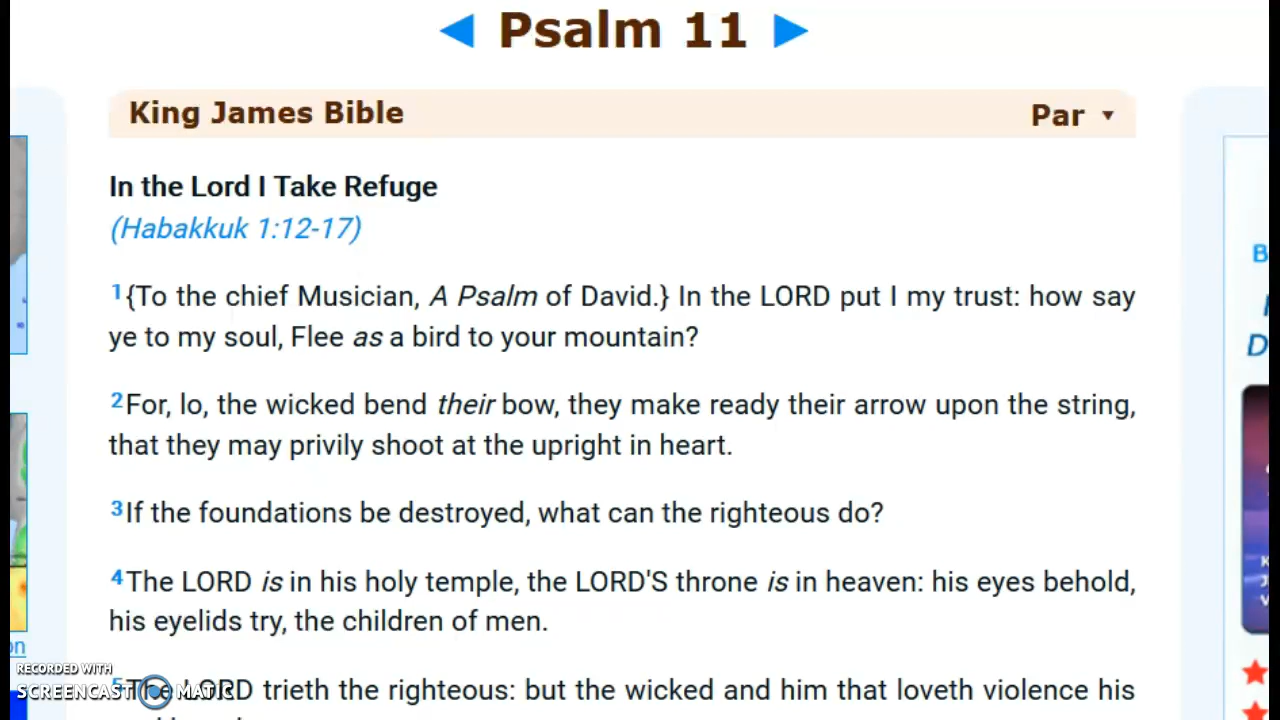 Psalm 11
King James Bible
Par
In the Lord I Take Refuge
(Habakkuk 1:12-17)
1{To the chief Musician, A Psalm of David.} In the LORD put I my trust: how say
ye to my soul, Flee as a bird to your mountain?
2For, lo, the wicked bend their bow, they make ready their arrow upon the string,
that they may privily shoot at the upright in heart.
3If the foundations be destroyed, what can the righteous do?
4The LORD is in his holy temple, the LORD'S throne is in heaven: his eyes behold,
his eyelids try, the children of men.
5The LORD trieth the righteous: but the wicked and him that loveth violence his
on
RECORDED WITH
SCREENCAST MATIC
B
D